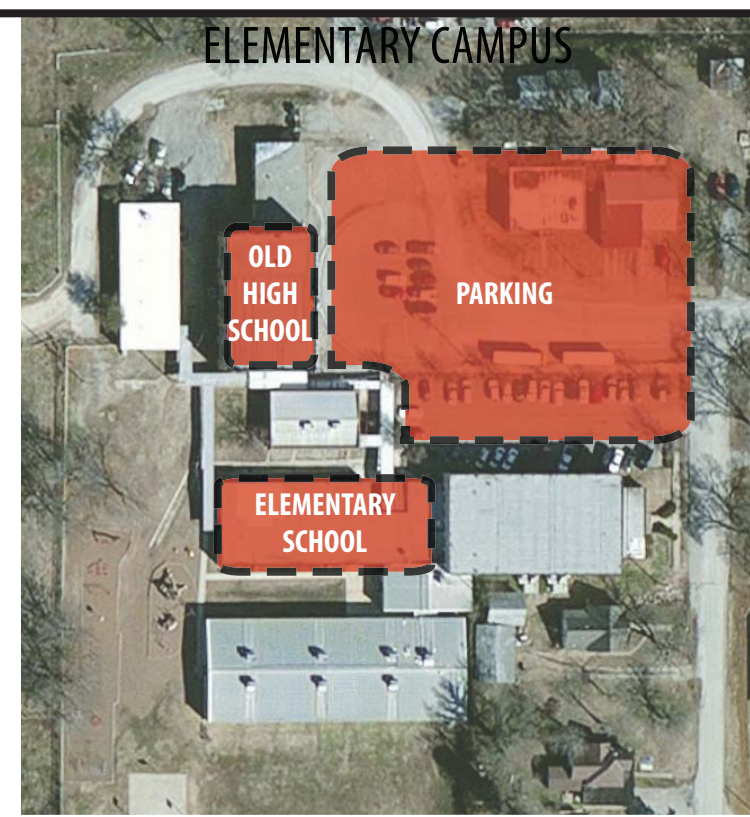 ELEMENTARY CAMPUS
OLD
HIGH
SCHOOL
PARKING
ELEMENTARY
SCHOOL